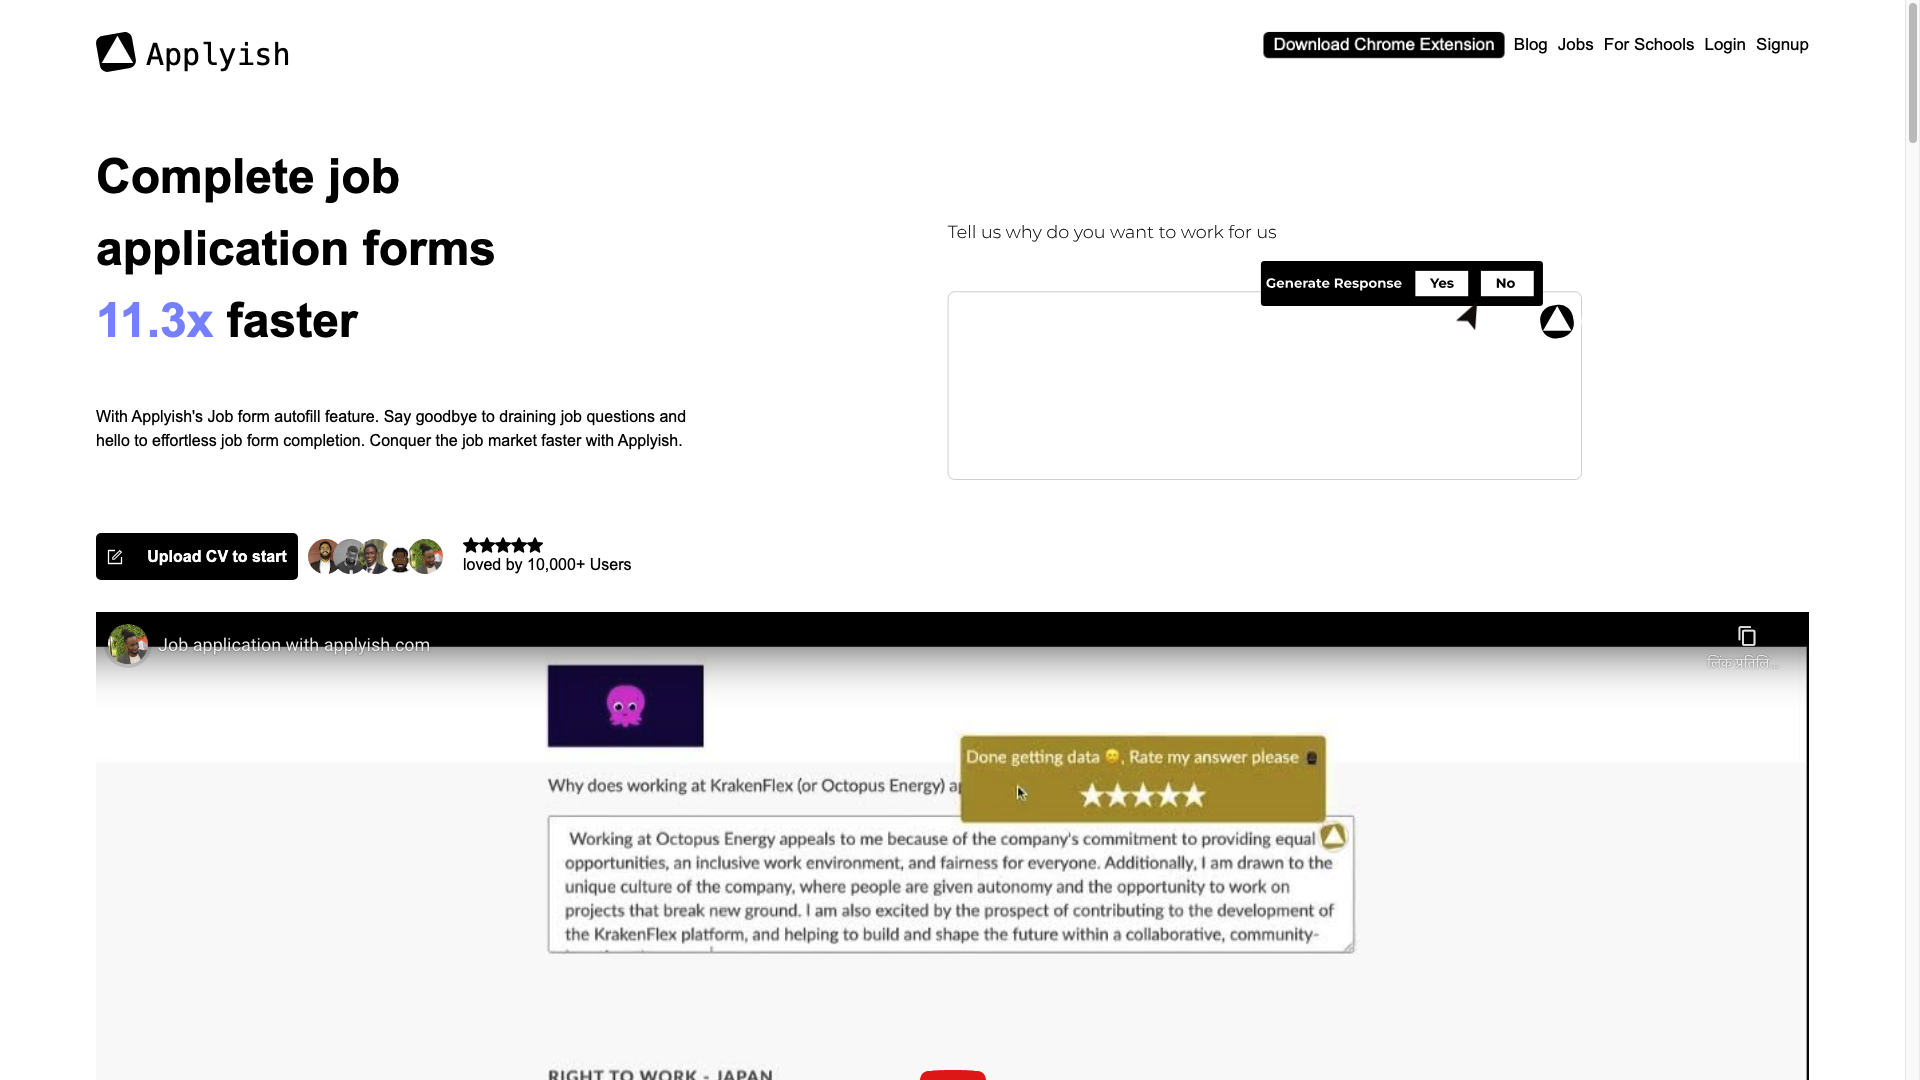 Applyish
Download Chrome Extension Blog Jobs For Schools Login Signup
Complete job
application forms
11.3x faster
With Applyish's Job form autofill feature. Say goodbye to draining job questions and
hello to effortless job form completion. Conquer the job market faster with Applyish.
Upload CV to start
loved by 10,000+ Users
Tell us why do you want to work for us
Generate Response Yes No
Job application with applyish.com
लिंक प्रतिलि...
Done getting data 😊, Rate my answer please
Why does working at KrakenFlex (or Octopus Energy)
Working at Octopus Energy appeals to me because of the company's commitment to providing equal
opportunities, an inclusive work environment, and fairness for everyone. Additionally, I am drawn to the
unique culture of the company, where people are given autonomy and the opportunity to work on
projects that break new ground. I am also excited by the prospect of contributing to the development of
the KrakenFlex platform, and helping to build and shape the future within a collaborative, community-
RIGHT TO WORK - JAPAN